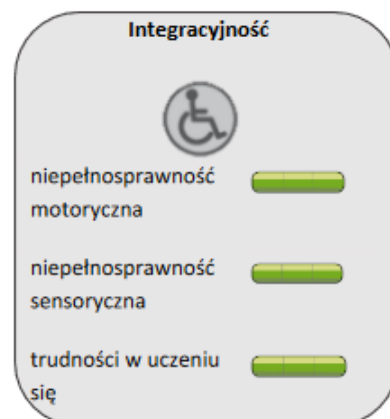 Integracyjność
niepełnosprawność
motoryczna
niepełnosprawność
sensoryczna
trudności w uczeniu
się